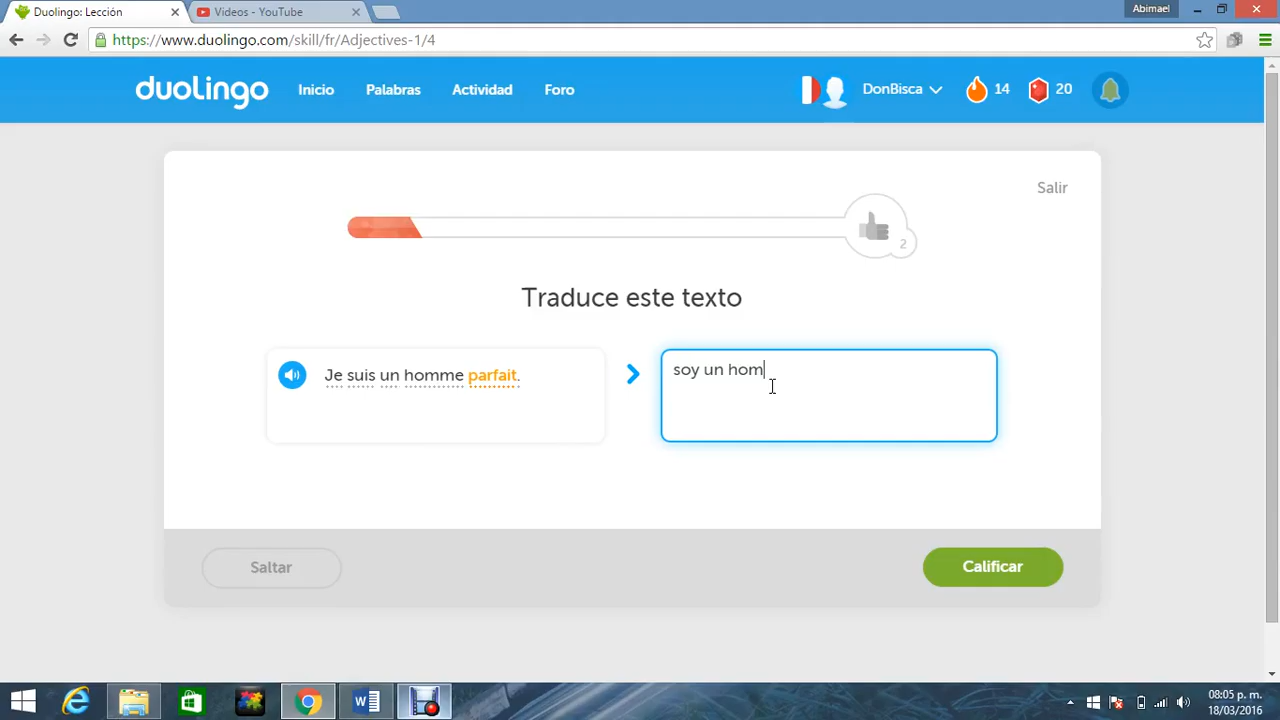 Duolingo: Lección
Videos - YouTube
Abimael
https://www.duolingo.com/skill/fr/Adjectives-1/4
duolingo
Inicio
Palabras
Actividad
Foro
DonBisca
14
20
Salir
2
Traduce este texto
Je suis un homme parfait.
soy un hom
Saltar
Calificar
08:05 p. m.
18/03/2016